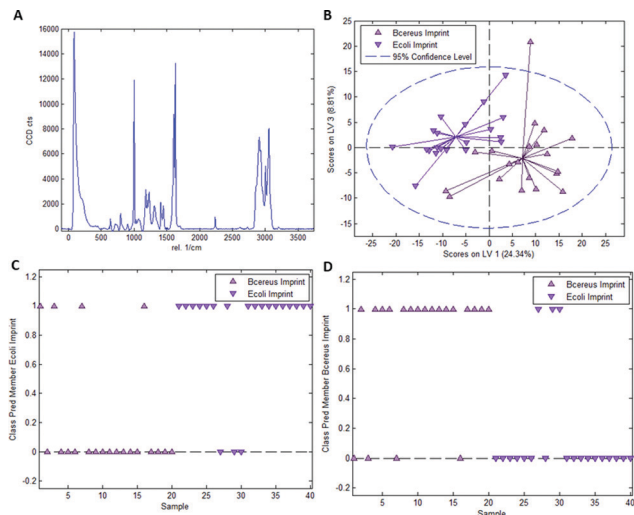 A
16000
14000
12000
10000
8000
6000
4000
2000
0
CCD cts
0 500 1000 1500 2000 2500 3000 3500
rel. 1/cm
B
25
20
15
10
5
0
-5
-10
-15
Scores on LV 3 (8.81%)
Bcereus Imprint
Ecoli Imprint
95% Confidence Level
-25 -20 -15 -10 -5 0 5 10 15 20 25
Scores on LV 1 (24.34%)
C
1.2
1
0.8
0.6
0.4
0.2
0
-0.2
Class Pred Member Ecoli Imprint
Bcereus Imprint
Ecoli Imprint
5 10 15 20 25 30 35 40
Sample
D
1.2
1
0.8
0.6
0.4
0.2
0
-0.2
Class Pred Member Bcereus Imprint
Bcereus Imprint
Ecoli Imprint
5 10 15 20 25 30 35 40
Sample